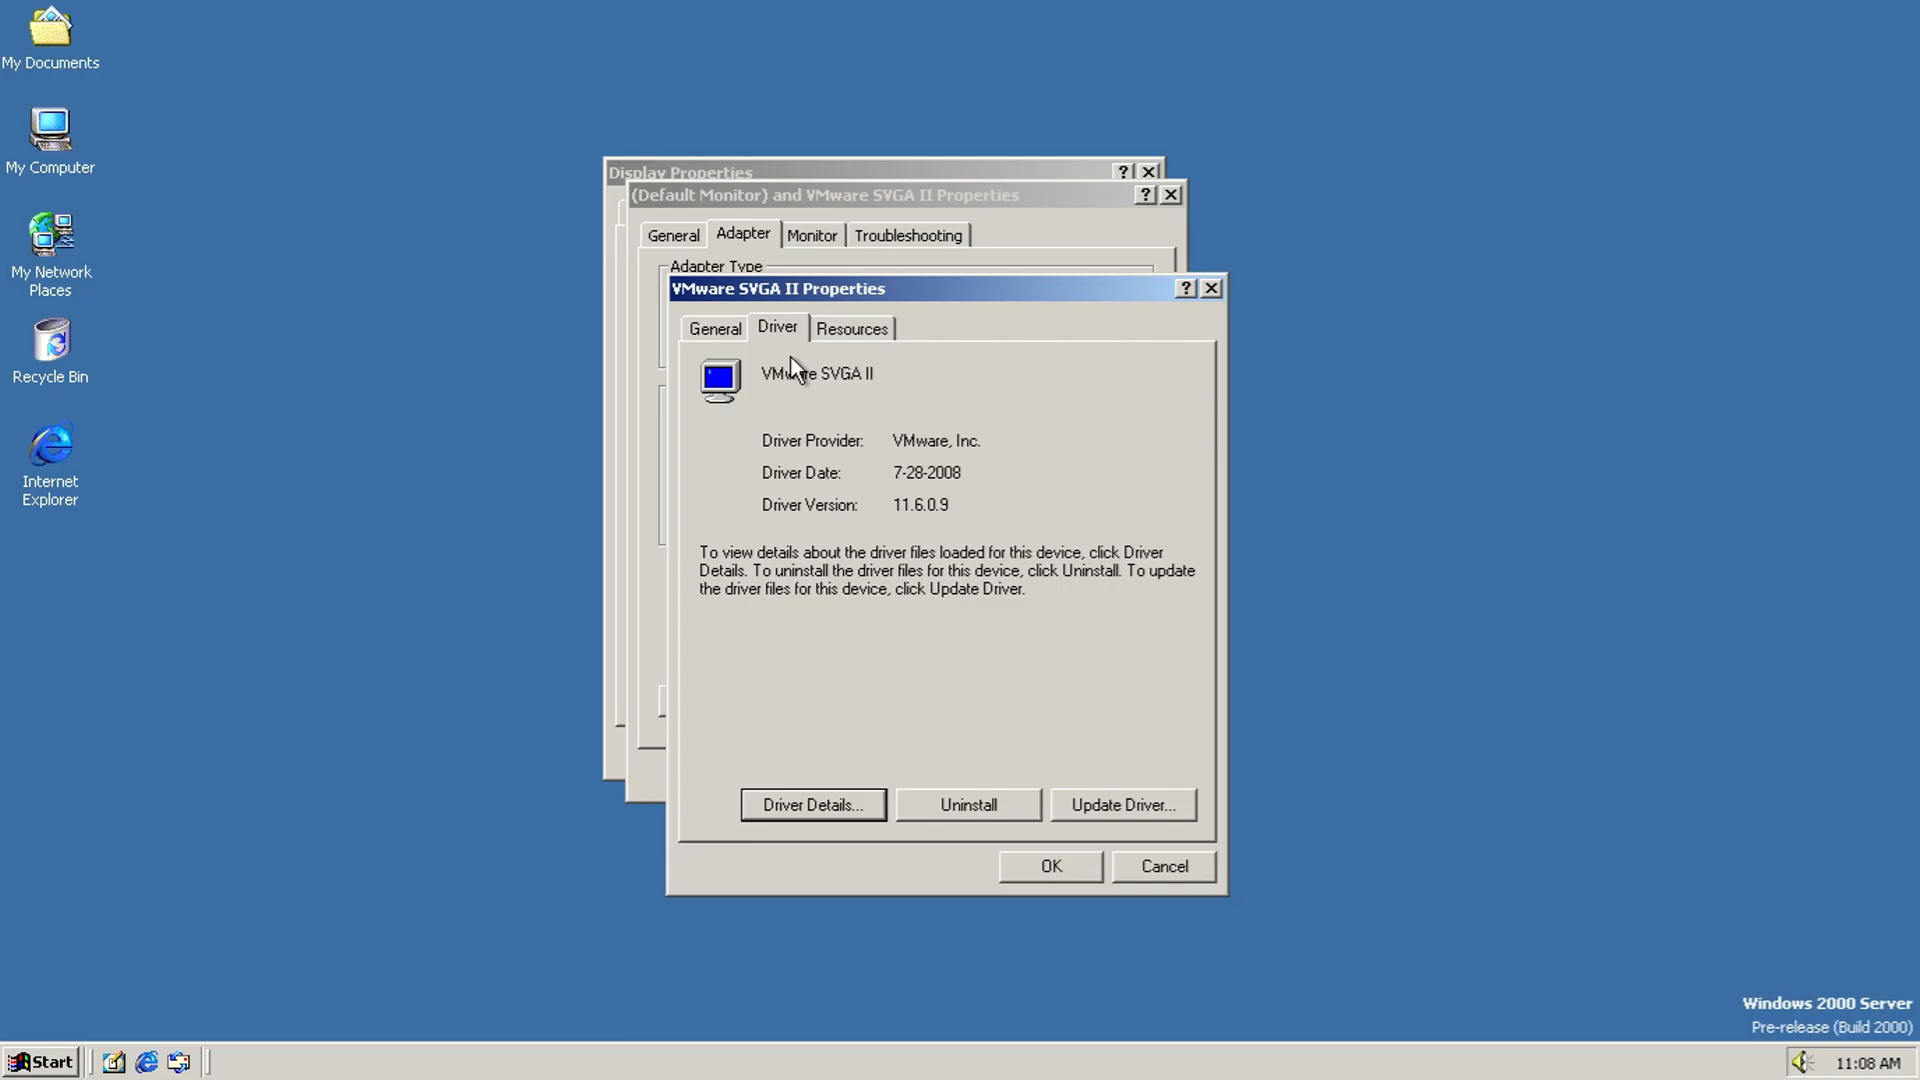 My Documents
My Computer
My Network
Places
Recycle Bin
Internet
Explorer
Display Properties
(Default Monitor) and VMware SVGA II Properties
General
Adapter
Monitor
Troubleshooting
Adapter Type
VMware SVGA II Properties
General
Driver
Resources
VMware SVGA II
Driver Provider: VMware, Inc.
Driver Date: 7-28-2008
Driver Version: 11.6.0.9
To view details about the driver files loaded for this device, click Driver
Details. To uninstall the driver files for this device, click Uninstall. To update
the driver files for this device, click Update Driver.
Driver Details...
Uninstall
Update Driver...
OK
Cancel
Windows 2000 Server
Pre-release (Build 2000)
Start
11:08 AM